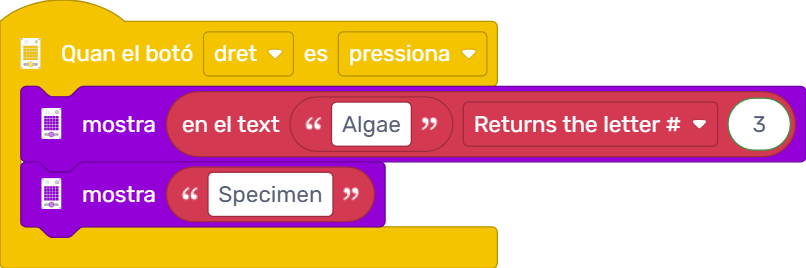 Quan el botó dret es pressiona
mostra en el text “ Algae ” Returns the letter # 3
mostra “ Specimen ”